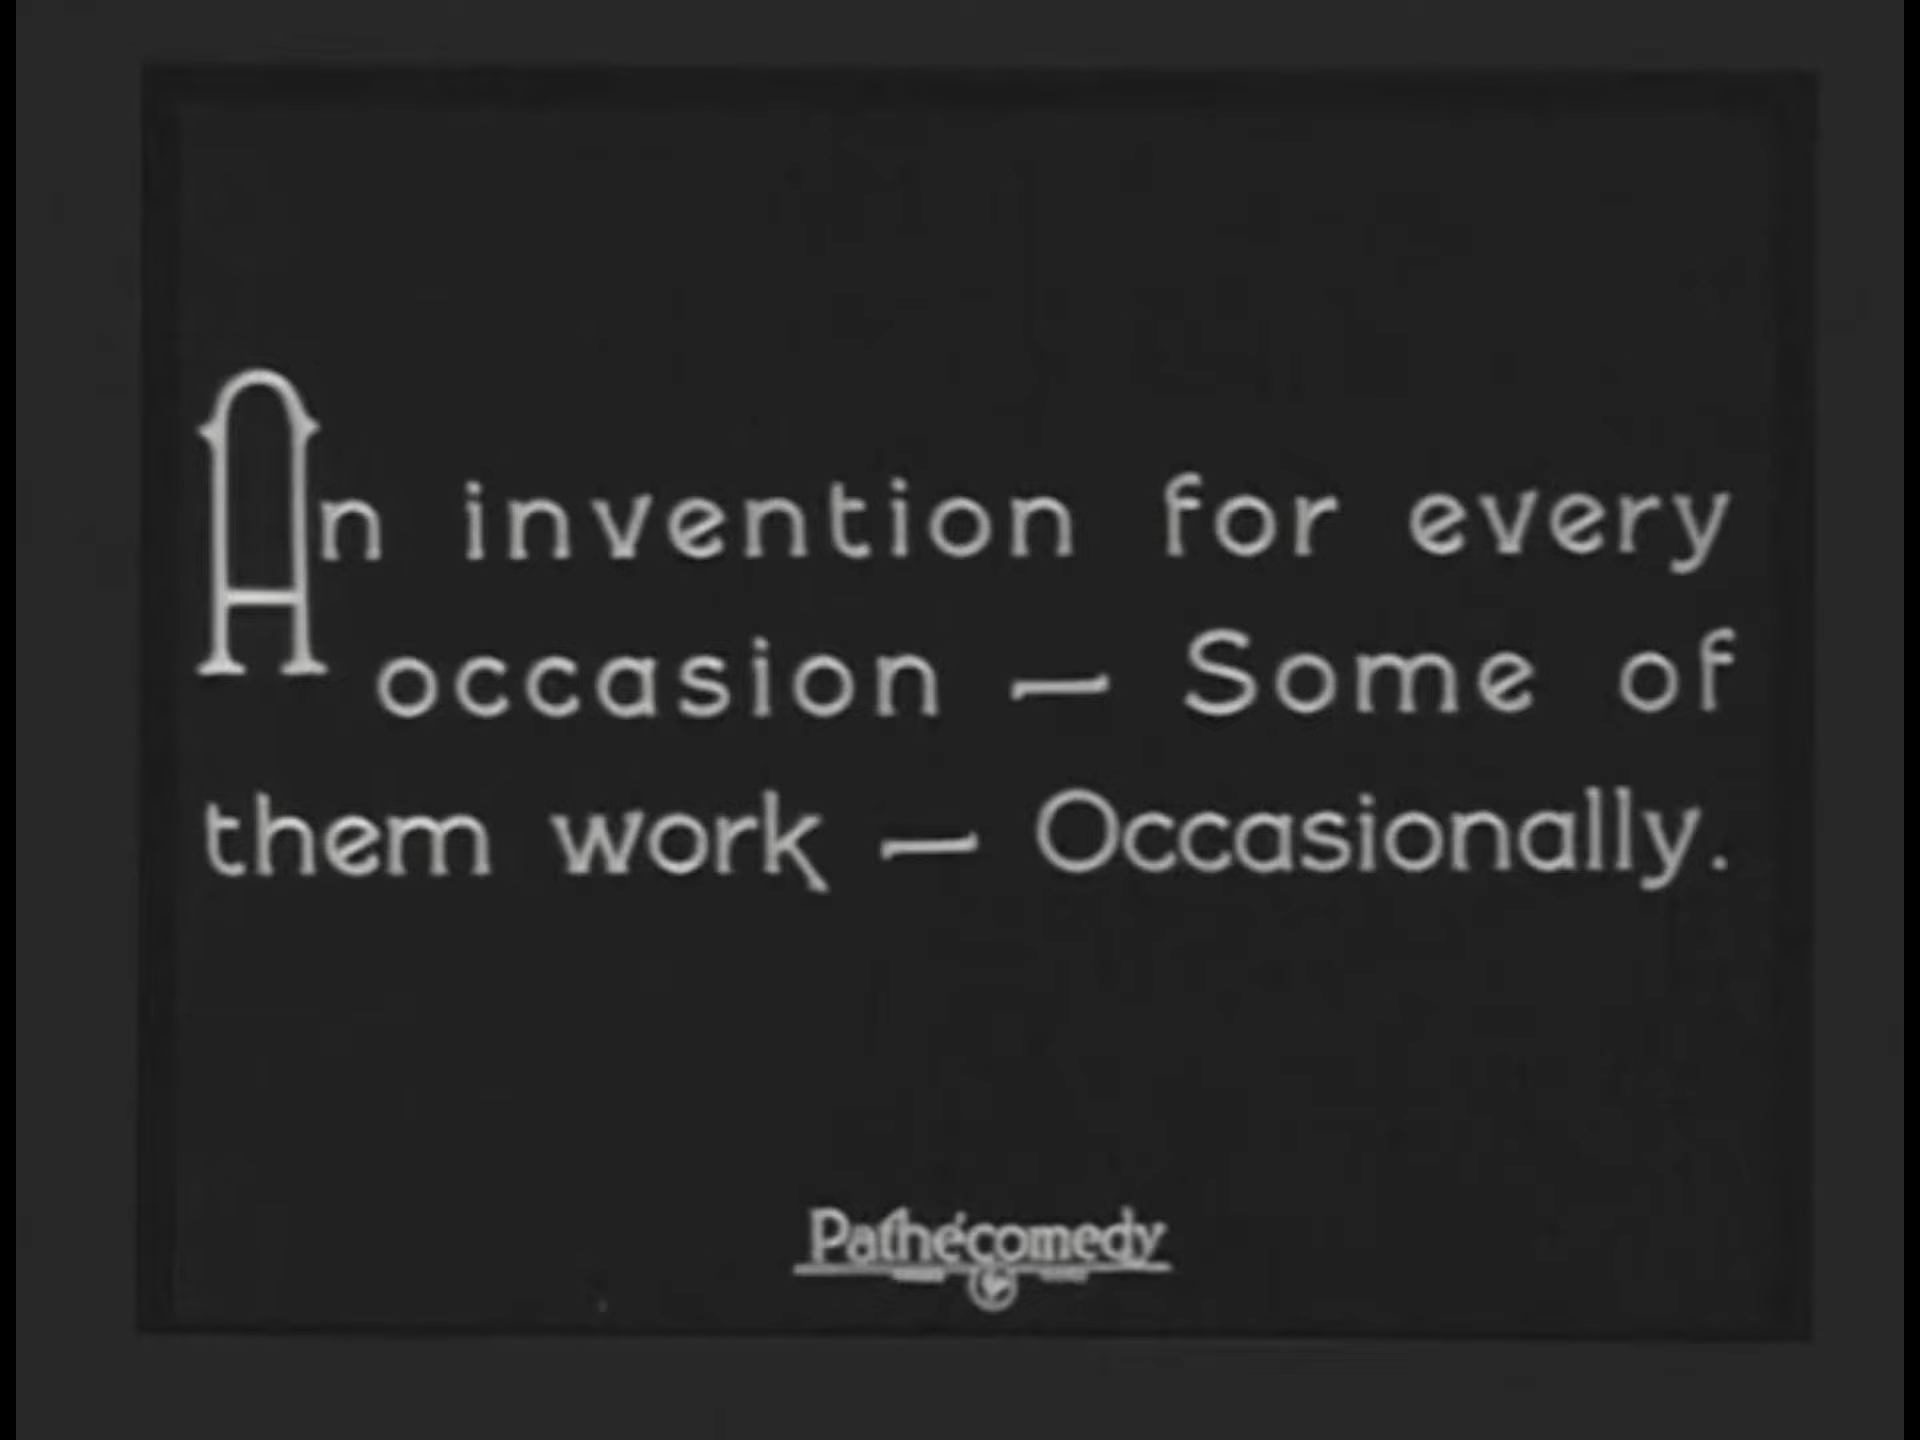 An invention for every
occasion — Some of
them work — Occasionally.
Pathécomedy